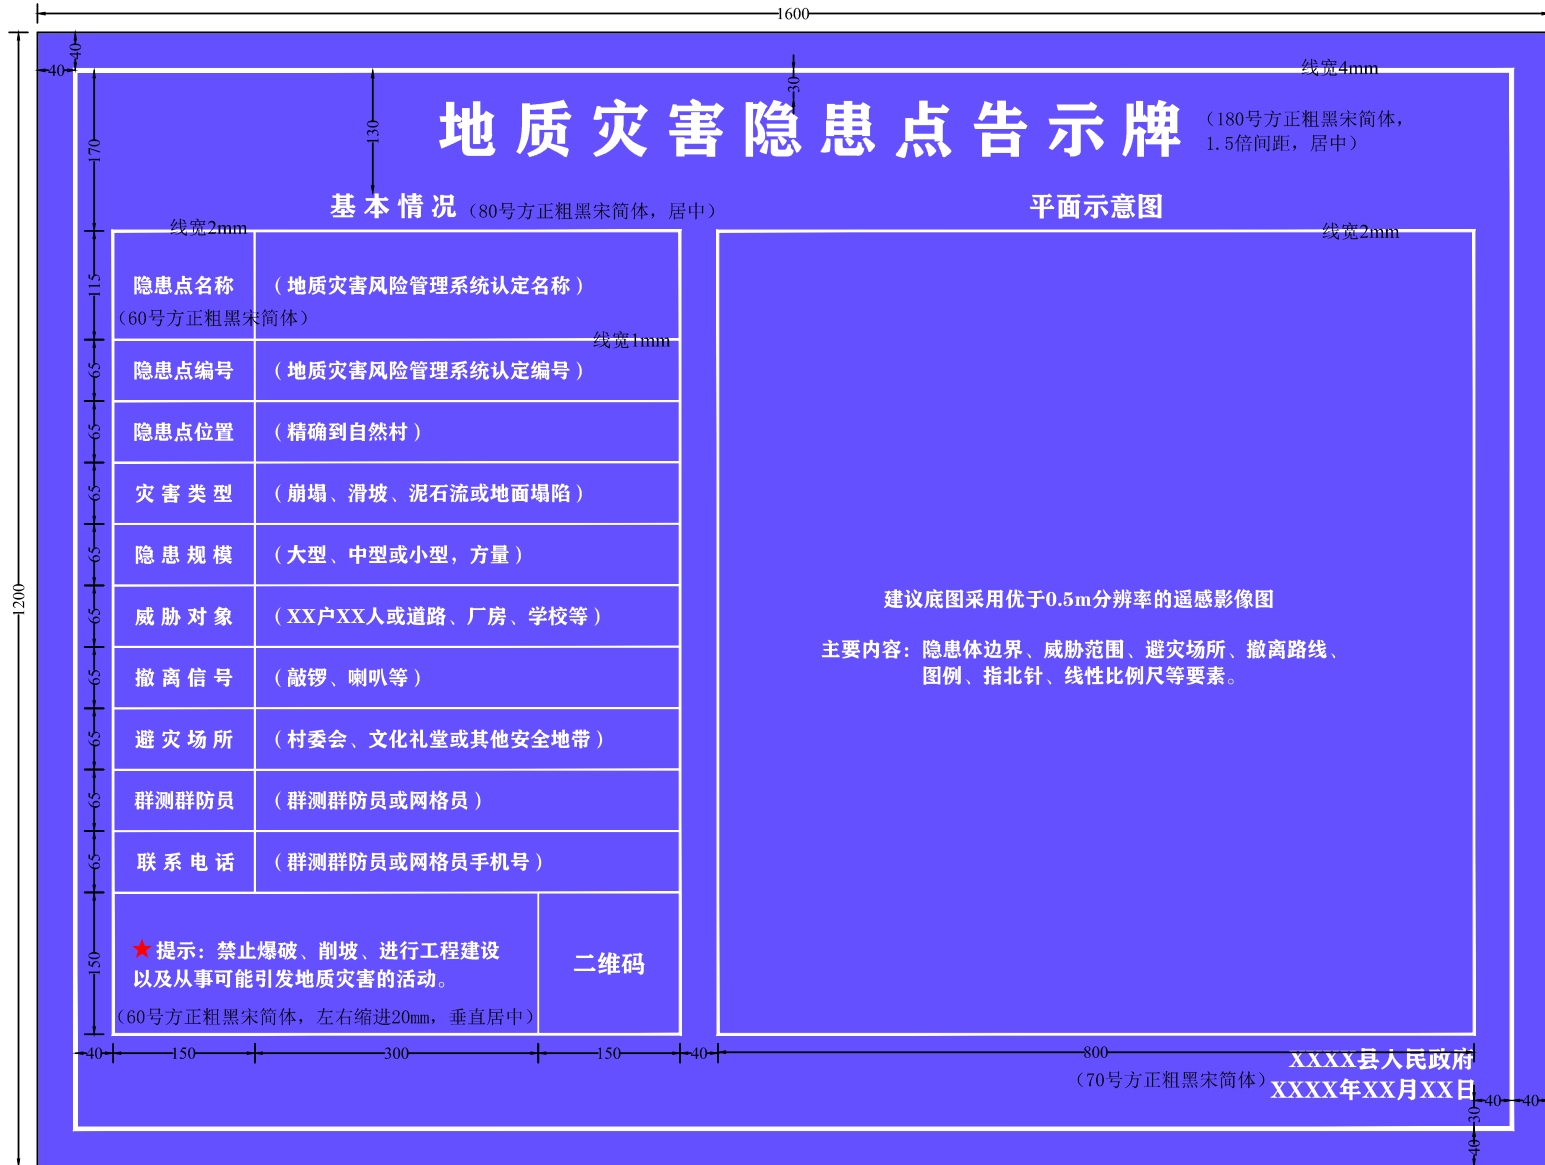 1600
40
40
线宽4mm
30
地质灾害隐患点告示牌
（180号方正粗黑宋简体，
1.5倍间距，居中）
170
130
基本情况
（80号方正粗黑宋简体，居中）
平面示意图
线宽2mm
线宽2mm
115
隐患点名称
（地质灾害风险管理系统认定名称）
（60号方正粗黑宋简体）
线宽1mm
65
隐患点编号
（地质灾害风险管理系统认定编号）
65
隐患点位置
（精确到自然村）
65
灾害类型
（崩塌、滑坡、泥石流或地面塌陷）
65
隐患规模
（大型、中型或小型，方量）
1200
65
威胁对象
（XX户XX人或道路、厂房、学校等）
65
撤离信号
（敲锣、喇叭等）
65
避灾场所
（村委会、文化礼堂或其他安全地带）
65
群测群防员
（群测群防员或网格员）
65
联系电话
（群测群防员或网格员手机号）
150
★提示：禁止爆破、削坡、进行工程建设
以及从事可能引发地质灾害的活动。
（60号方正粗黑宋简体，左右缩进20mm，垂直居中）
二维码
建议底图采用优于0.5m分辨率的遥感影像图
主要内容：隐患体边界、威胁范围、避灾场所、撤离路线、
图例、指北针、线性比例尺等要素。
40
150
300
150
40
800
XXXX县人民政府
（70号方正粗黑宋简体）
XXXX年XX月XX日
40
40
30
40